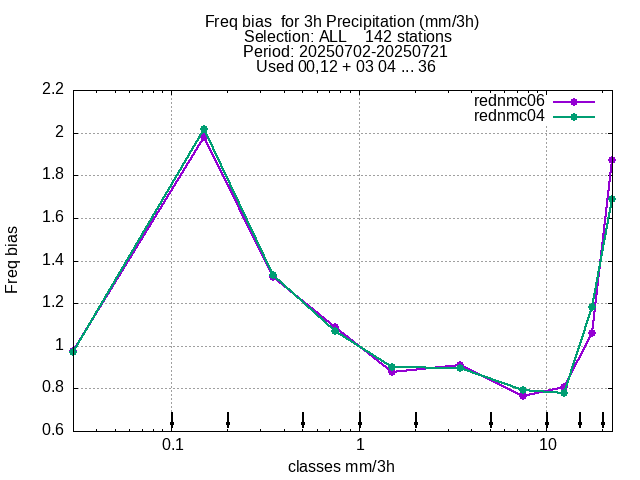 Freq bias  for 3h Precipitation (mm/3h)
Selection: ALL    142 stations
Period: 20250702-20250721
Used 00,12 + 03 04 ... 36
rednmc06
rednmc04
2.2
2
1.8
1.6
1.4
1.2
1
0.8
0.6
Freq bias
0.1
1
10
classes mm/3h